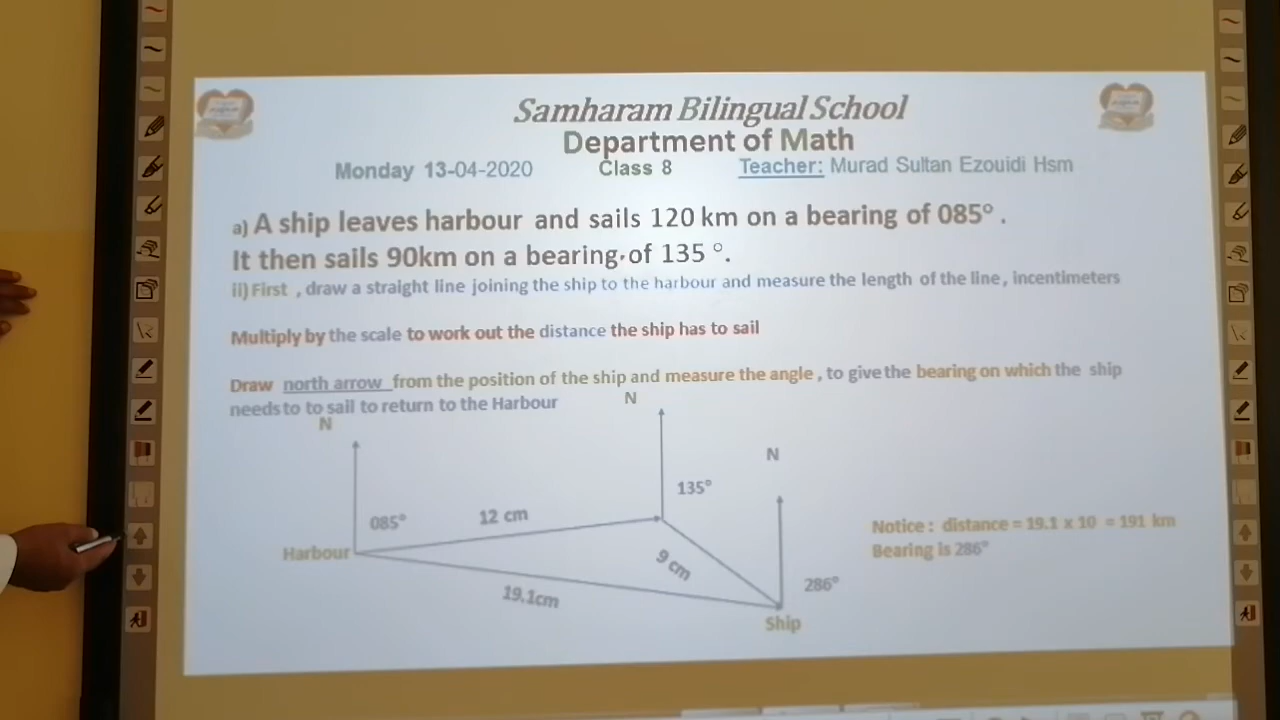 Samharam Bilingual School
Department of Math
Monday 13-04-2020 Class 8 Teacher: Murad Sultan Ezouidi Hsm
a) A ship leaves harbour and sails 120 km on a bearing of 085° .
It then sails 90km on a bearing of 135 °.
ii) First , draw a straight line joining the ship to the harbour and measure the length of the line, incentimeters
Multiply by the scale to work out the distance the ship has to sail
Draw north arrow from the position of the ship and measure the angle , to give the bearing on which the ship
needs to to sail to return to the Harbour
N
N
N
135°
085°
12 cm
Harbour
9 cm
19.1cm
286°
Ship
Notice : distance = 19.1 x 10 = 191 km
Bearing is 286°